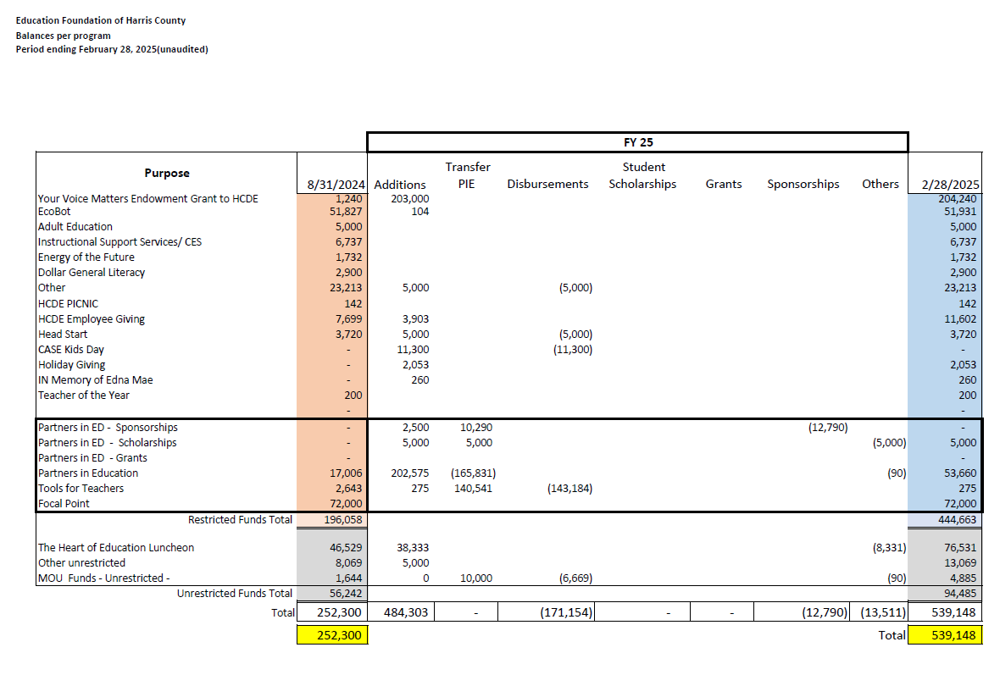 Education Foundation of Harris County
Balances per program
Period ending February 28, 2025(unaudited)
FY 25
Purpose 8/31/2024 Additions Transfer PIE Disbursements Student Scholarships Grants Sponsorships Others 2/28/2025
Your Voice Matters Endowment Grant to HCDE 1,240 203,000 204,240
EcoBot 51,827 104 51,931
Adult Education 5,000 5,000
Instructional Support Services/ CES 6,737 6,737
Energy of the Future 1,732 1,732
Dollar General Literacy 2,900 2,900
Other 23,213 5,000 (5,000) 23,213
HCDE PICNIC 142 142
HCDE Employee Giving 7,699 3,903 11,602
Head Start 3,720 5,000 (5,000) 3,720
CASE Kids Day - 11,300 (11,300) -
Holiday Giving - 2,053 2,053
IN Memory of Edna Mae - 260 260
Teacher of the Year 200 200
- -
Partners in ED - Sponsorships - 2,500 10,290 (12,790) -
Partners in ED - Scholarships - 5,000 5,000 (5,000) 5,000
Partners in ED - Grants - -
Partners in Education 17,006 202,575 (165,831) (90) 53,660
Tools for Teachers 2,643 275 140,541 (143,184) 275
Focal Point 72,000 72,000
Restricted Funds Total 196,058 444,663
The Heart of Education Luncheon 46,529 38,333 (8,331) 76,531
Other unrestricted 8,069 5,000 13,069
MOU Funds - Unrestricted - 1,644 0 10,000 (6,669) (90) 4,885
Unrestricted Funds Total 56,242 94,485
Total 252,300 484,303 - (171,154) - - (12,790) (13,511) 539,148
252,300 Total 539,148